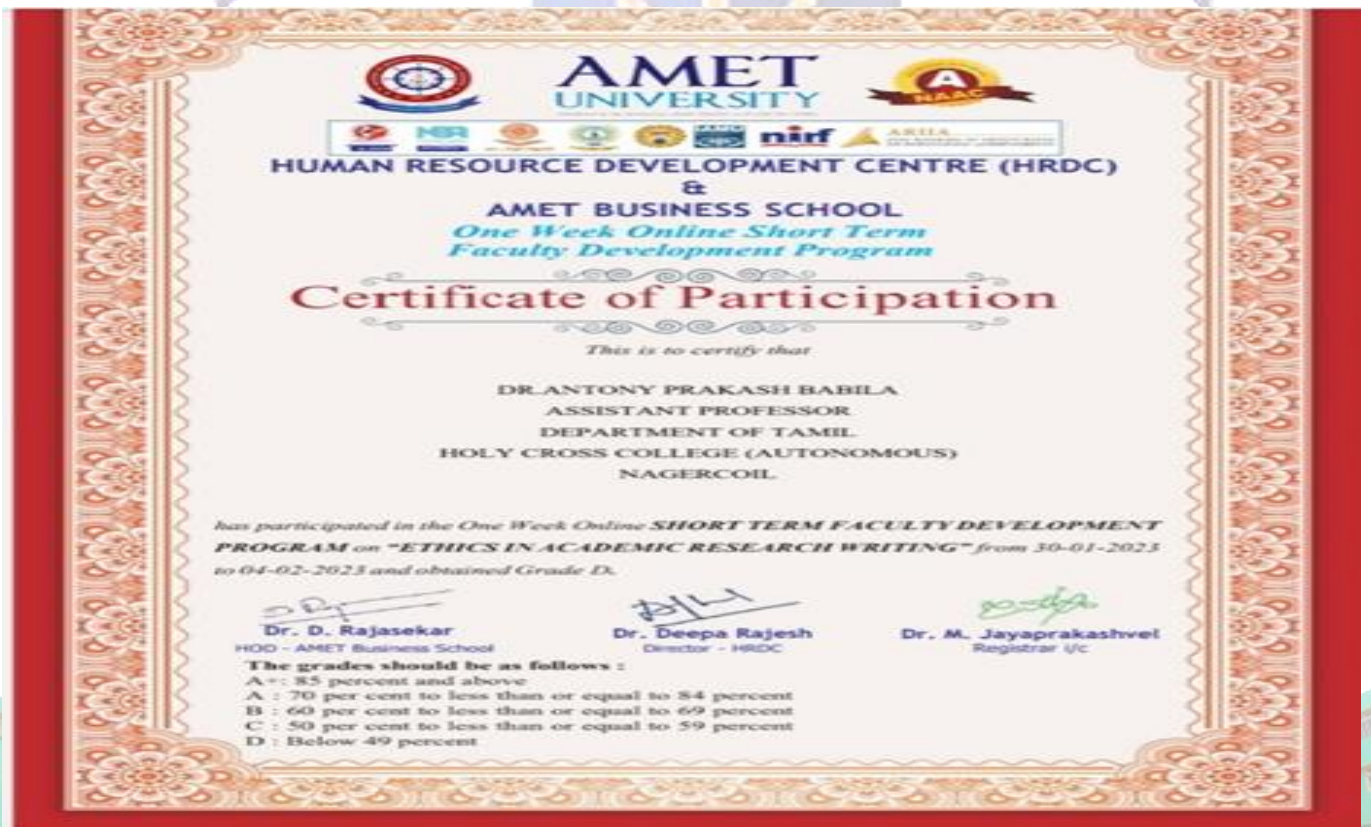 AMET
UNIVERSITY
A
NAAC
NBA nirf ARIIA
HUMAN RESOURCE DEVELOPMENT CENTRE (HRDC)
&
AMET BUSINESS SCHOOL
One Week Online Short Term
Faculty Development Program
Certificate of Participation
This is to certify that
DR.ANTONY PRAKASH BABILA
ASSISTANT PROFESSOR
DEPARTMENT OF TAMIL
HOLY CROSS COLLEGE (AUTONOMOUS)
NAGERCOIL
has participated in the One Week Online SHORT TERM FACULTY DEVELOPMENT
PROGRAM on “ETHICS IN ACADEMIC RESEARCH WRITING” from 30-01-2023
to 04-02-2023 and obtained Grade D.
Dr. D. Rajasekar Dr. Deepa Rajesh Dr. M. Jayaprakashvel
HOD - AMET Business School Director - HRDC Registrar i/c
The grades should be as follows :
A+: 85 percent and above
A : 70 per cent to less than or equal to 84 percent
B : 60 per cent to less than or equal to 69 percent
C : 50 per cent to less than or equal to 59 percent
D : Below 49 percent